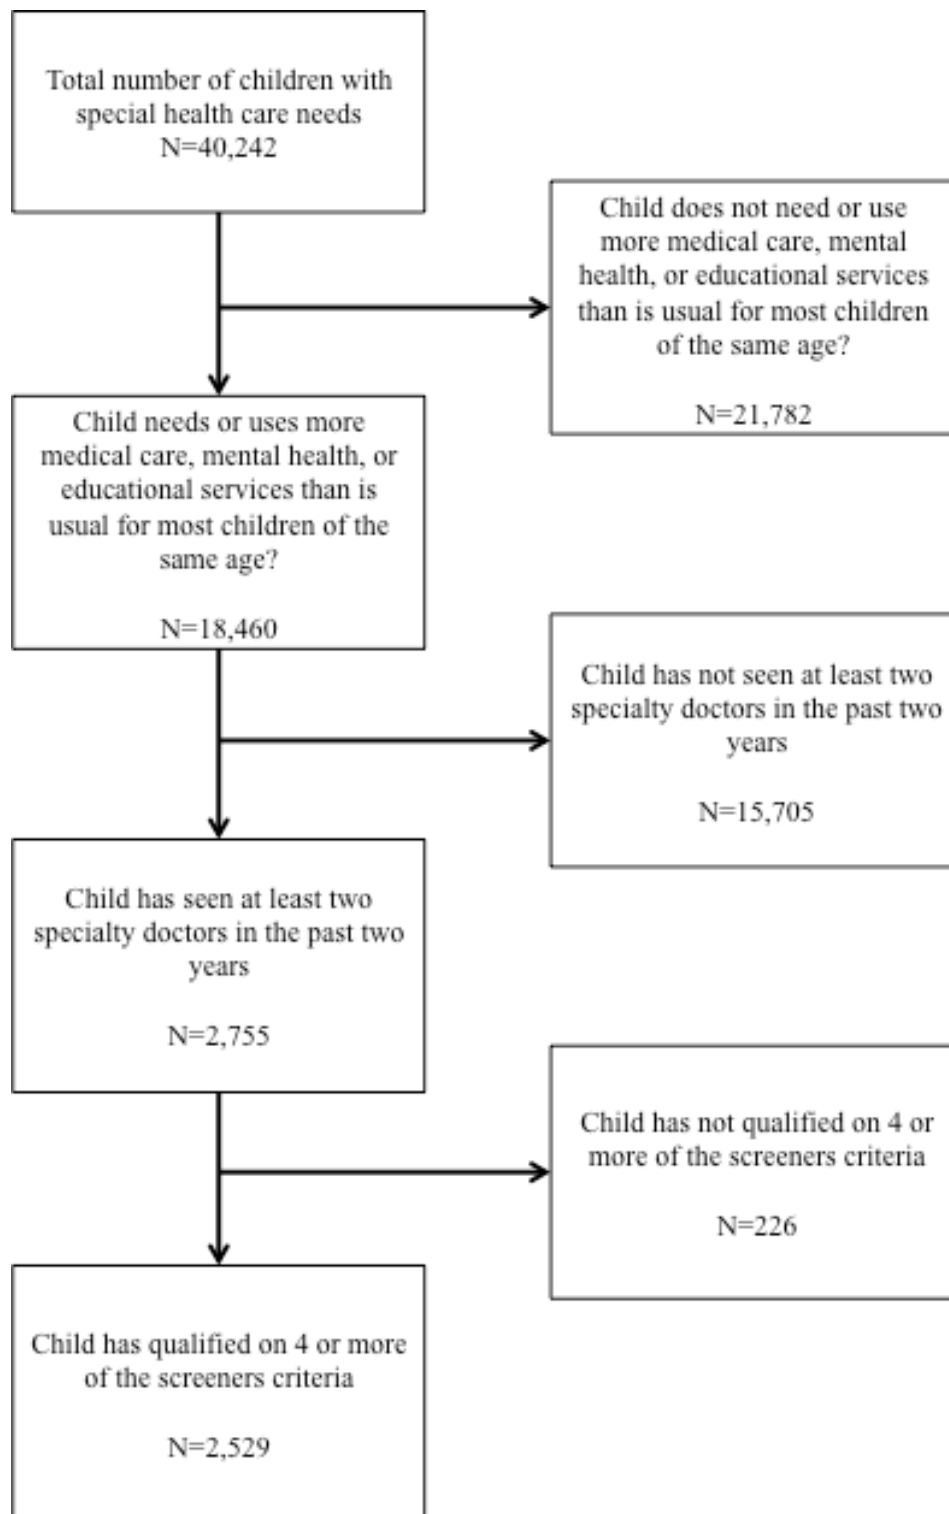 Total number of children with
special health care needs
N=40,242
Child does not need or use
more medical care, mental
health, or educational services
than is usual for most children
of the same age?
N=21,782
Child needs or uses more
medical care, mental health, or
educational services than is
usual for most children of the
same age?
N=18,460
Child has not seen at least two
specialty doctors in the past two
years
N=15,705
Child has seen at least two
specialty doctors in the past two
years
N=2,755
Child has not qualified on 4 or
more of the screeners criteria
N=226
Child has qualified on 4 or more
of the screeners criteria
N=2,529